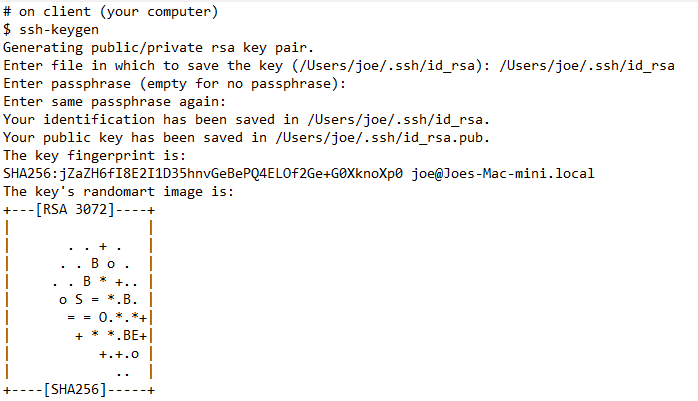 # on client (your computer)
$ ssh-keygen
Generating public/private rsa key pair.
Enter file in which to save the key (/Users/joe/.ssh/id_rsa): /Users/joe/.ssh/id_rsa
Enter passphrase (empty for no passphrase):
Enter same passphrase again:
Your identification has been saved in /Users/joe/.ssh/id_rsa.
Your public key has been saved in /Users/joe/.ssh/id_rsa.pub.
The key fingerprint is:
SHA256:jZaZH6fI8E2I1D35hnvGeBePQ4ELOf2Ge+G0XknoXp0 joe@Joes-Mac-mini.local
The key's randomart image is:
+---[RSA 3072]----+
|                 |
|       . . + .   |
|      . . B o .  |
|     . . B * +.. |
|      o S = *.B. |
|       = = O.*.*+|
|        + * *.BE+|
|           +.+.o |
|             ..  |
+----[SHA256]-----+